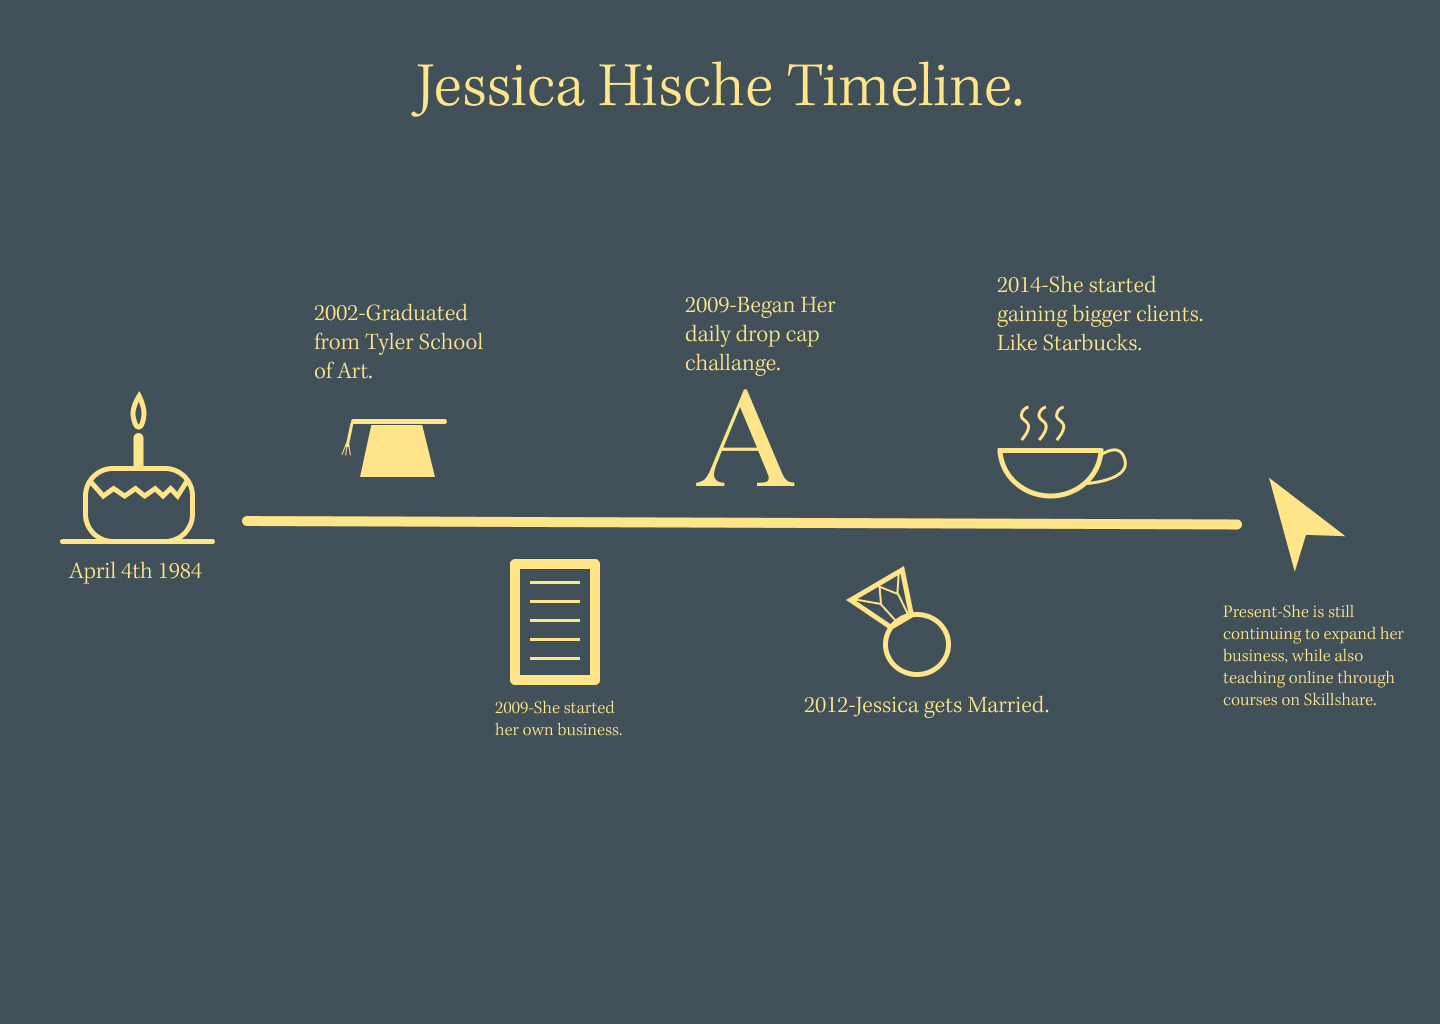 Jessica Hische Timeline.
April 4th 1984
2002-Graduated
from Tyler School
of Art.
2009-She started
her own business.
2009-Began Her
daily drop cap
challange.
A
2012-Jessica gets Married.
2014-She started
gaining bigger clients.
Like Starbucks.
Present-She is still
continuing to expand her
business, while also
teaching online through
courses on Skillshare.